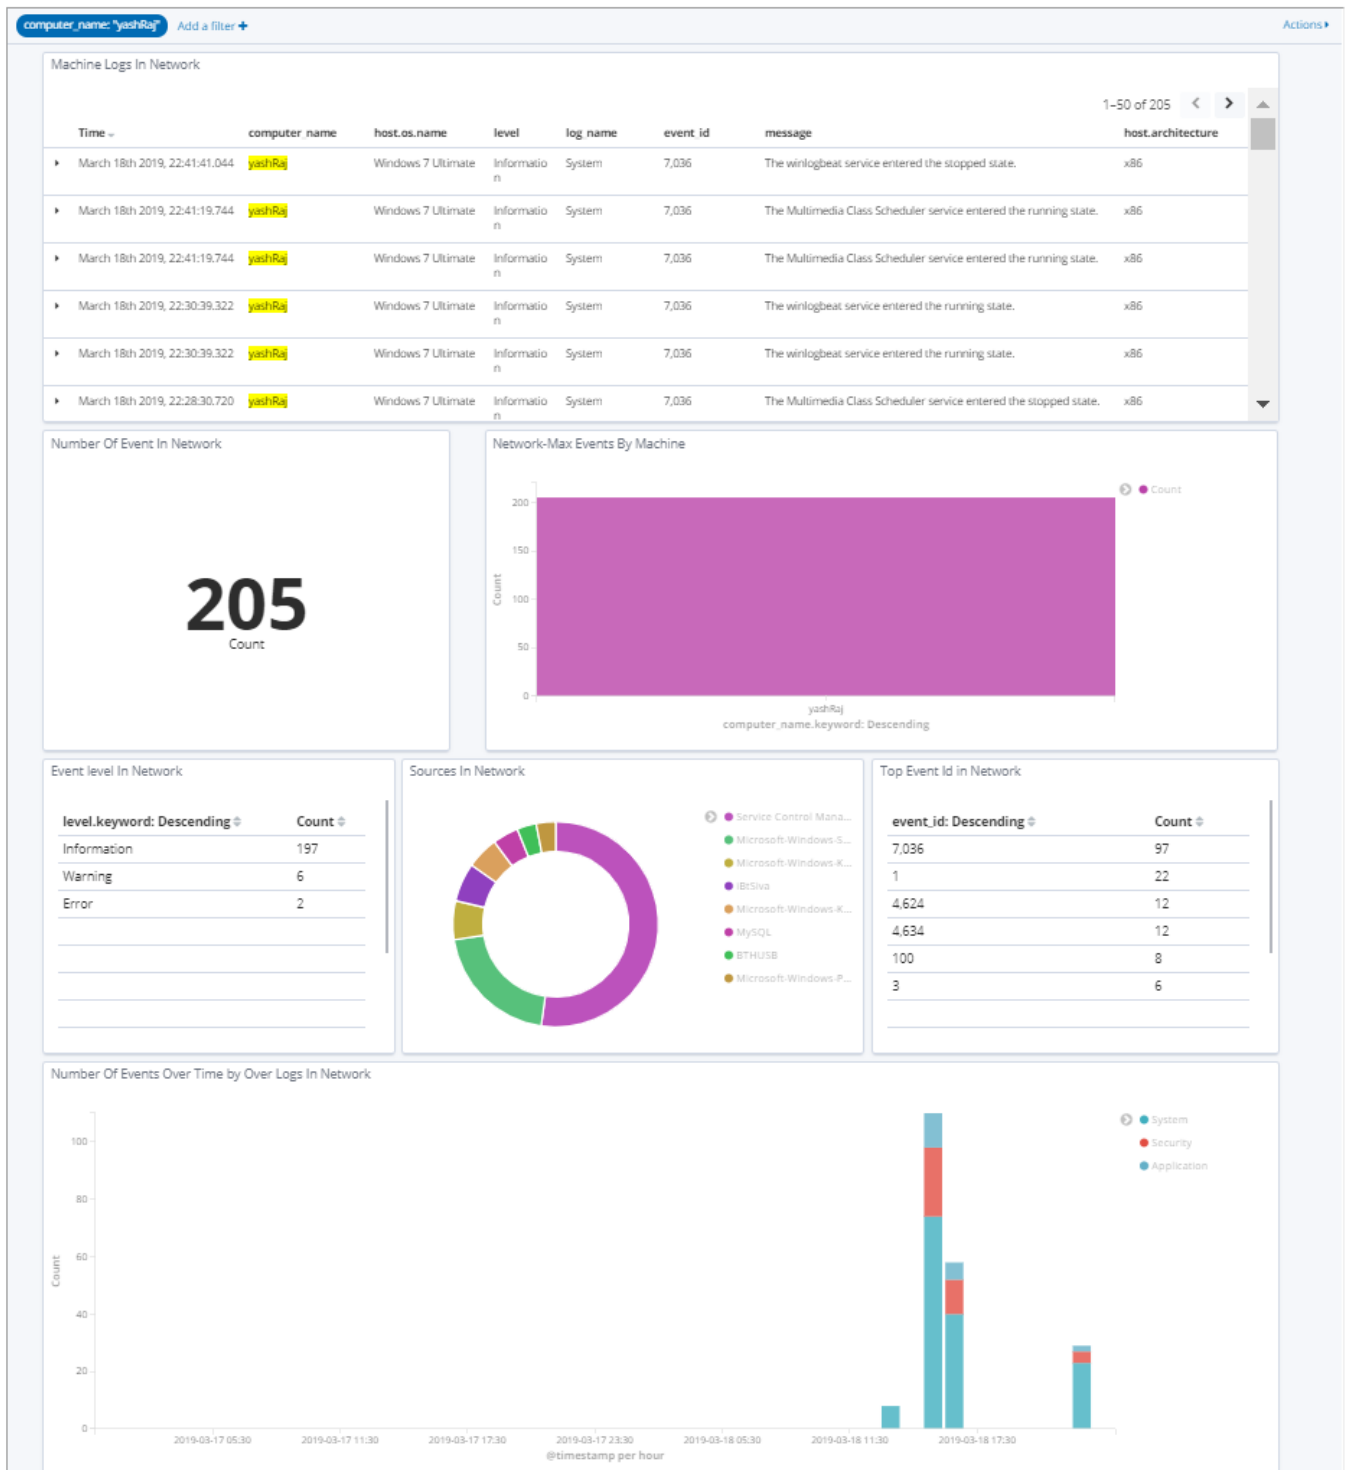 computer_name: "yashRaj" Add a filter + Actions
Machine Logs In Network
1–50 of 205
Time computer_name host.os.name level log_name event_id message host.architecture
March 18th 2019, 22:41:41.044 yashRaj Windows 7 Ultimate Informatio System 7,036 The winlogbeat service entered the stopped state. x86
n
March 18th 2019, 22:41:19.744 yashRaj Windows 7 Ultimate Informatio System 7,036 The Multimedia Class Scheduler service entered the running state. x86
n
March 18th 2019, 22:41:19.744 yashRaj Windows 7 Ultimate Informatio System 7,036 The Multimedia Class Scheduler service entered the running state. x86
n
March 18th 2019, 22:30:39.322 yashRaj Windows 7 Ultimate Informatio System 7,036 The winlogbeat service entered the running state. x86
n
March 18th 2019, 22:30:39.322 yashRaj Windows 7 Ultimate Informatio System 7,036 The winlogbeat service entered the running state. x86
n
March 18th 2019, 22:28:30.720 yashRaj Windows 7 Ultimate Informatio System 7,036 The Multimedia Class Scheduler service entered the stopped state. x86
n
Number Of Event In Network
205
Count
Network-Max Events By Machine
Count
200
150
100
50
0
Count
yashRaj
computer_name.keyword: Descending
Event level In Network
level.keyword: Descending Count
Information 197
Warning 6
Error 2
Sources In Network
Service Control Mana...
Microsoft-Windows-S...
Microsoft-Windows-K...
iBtSiva
Microsoft-Windows-K...
MySQL
BTHUSB
Microsoft-Windows-P...
Top Event Id in Network
event_id: Descending Count
7,036 97
1 22
4,624 12
4,634 12
100 8
3 6
Number Of Events Over Time by Over Logs In Network
System
Security
Application
100
80
60
40
20
0
Count
2019-03-17 05:30 2019-03-17 11:30 2019-03-17 17:30 2019-03-17 23:30 2019-03-18 05:30 2019-03-18 11:30 2019-03-18 17:30
@timestamp per hour